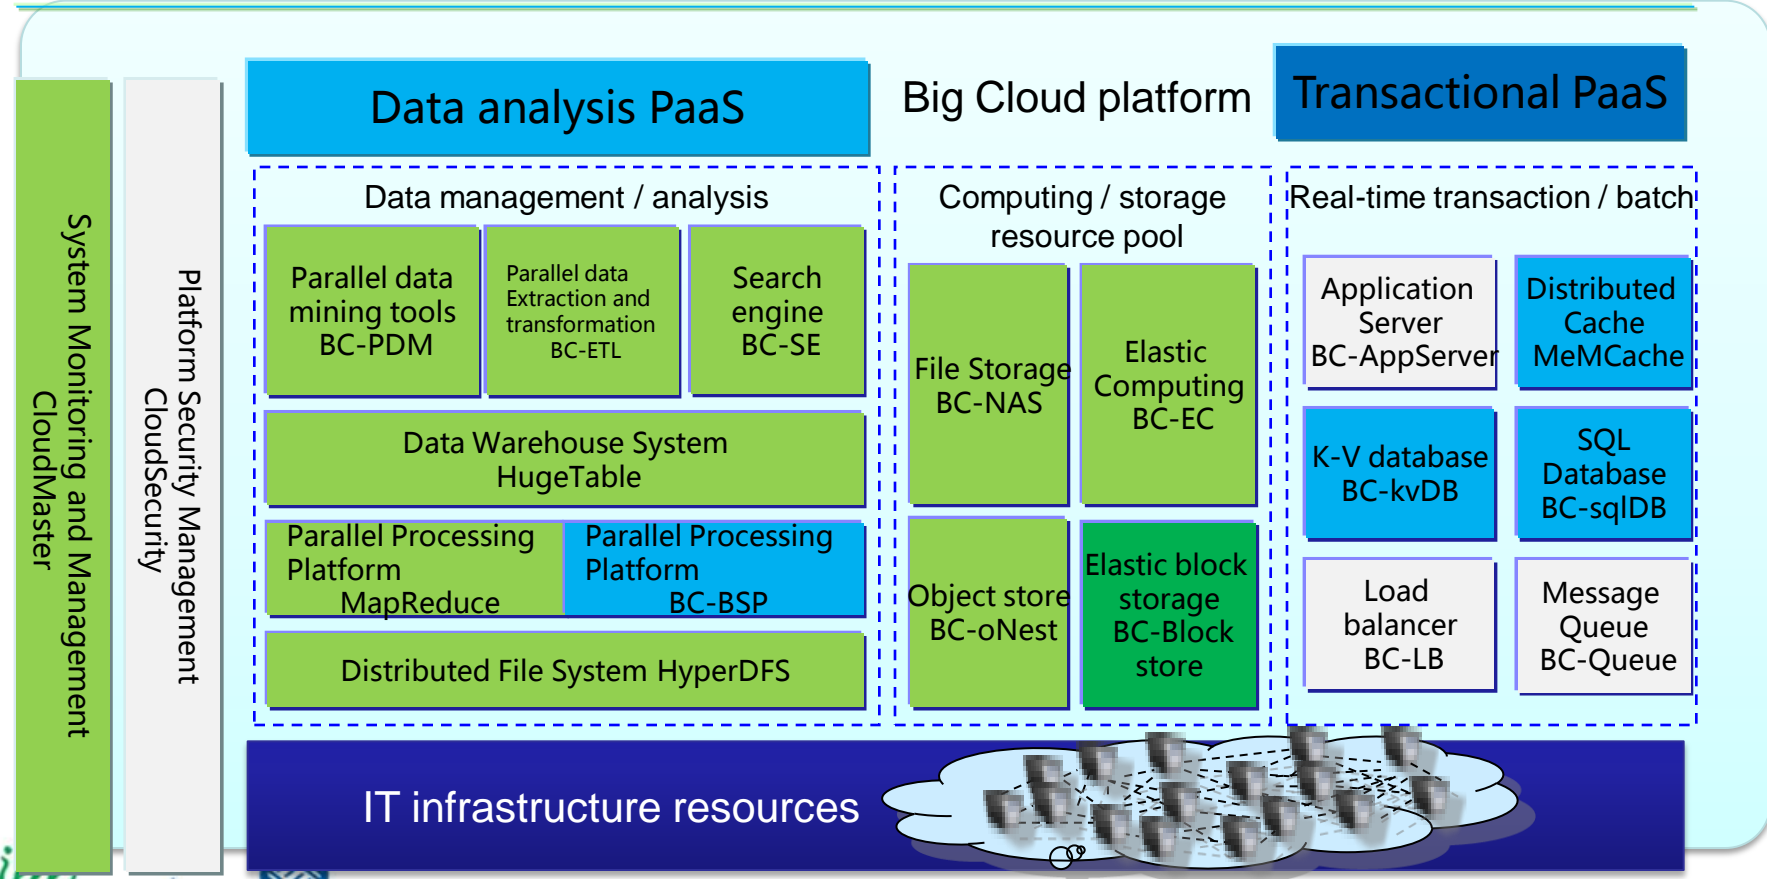 System Monitoring and Management
CloudMaster
Platform Security Management
CloudSecurity
Data analysis PaaS
Big Cloud platform
Transactional PaaS
Data management / analysis
Parallel data
mining tools
BC-PDM
Parallel data
Extraction and
transformation
BC-ETL
Search
engine
BC-SE
Data Warehouse System
HugeTable
Parallel Processing
Platform
MapReduce
Parallel Processing
Platform
BC-BSP
Distributed File System HyperDFS
Computing / storage
resource pool
File Storage
BC-NAS
Elastic
Computing
BC-EC
Object store
BC-oNest
Elastic block
storage
BC-Block
store
Real-time transaction / batch
Application
Server
BC-AppServer
Distributed
Cache
MeMCache
K-V database
BC-kvDB
SQL
Database
BC-sqlDB
Load
balancer
BC-LB
Message
Queue
BC-Queue
IT infrastructure resources